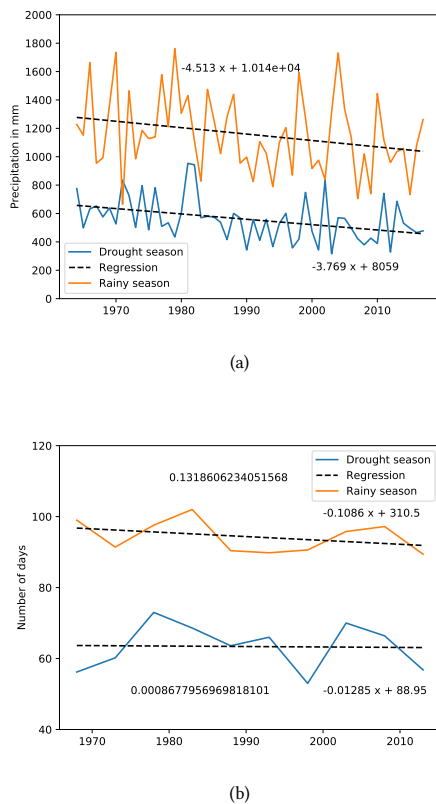 2000
1800
1600
1400
1200
1000
800
600
400
200
0
Precipitation in mm
-4.513 x + 1.014e+04
-3.769 x + 8059
Drought season
Regression
Rainy season
1970
1980
1990
2000
2010
(a)
120
100
80
60
40
Number of days
Drought season
Regression
Rainy season
0.1318606234051568
-0.1086 x + 310.5
0.0008677956969818101
-0.01285 x + 88.95
1970
1980
1990
2000
2010
(b)